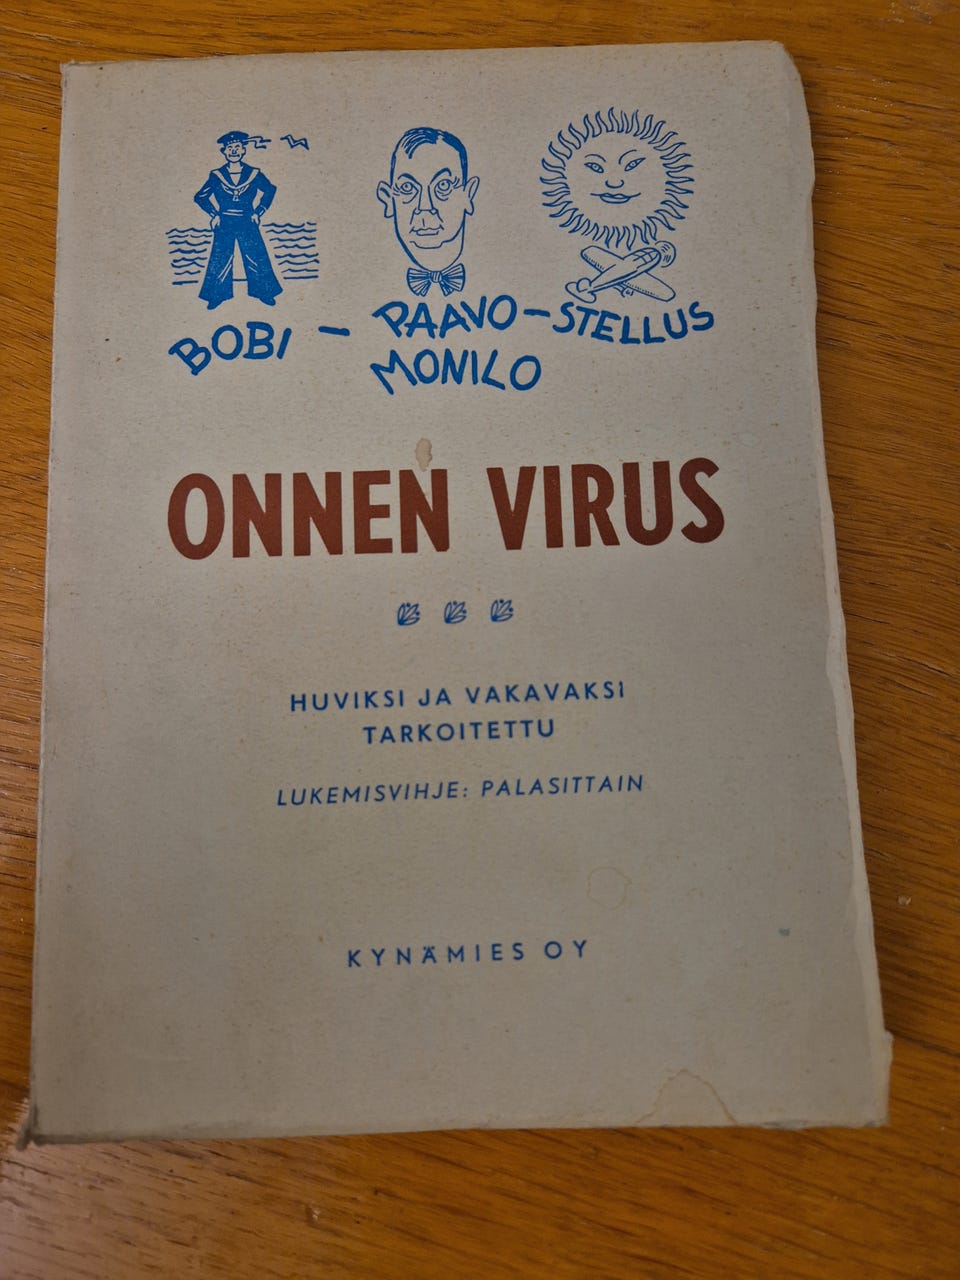 BOBI – PAAVO – STELLUS
MONILO
ONNEN VIRUS
HUVIKSI JA VAKAVAKSI
TARKOITETTU
LUKEMISVIHJE: PALASITTAIN
KYNÄMIES OY